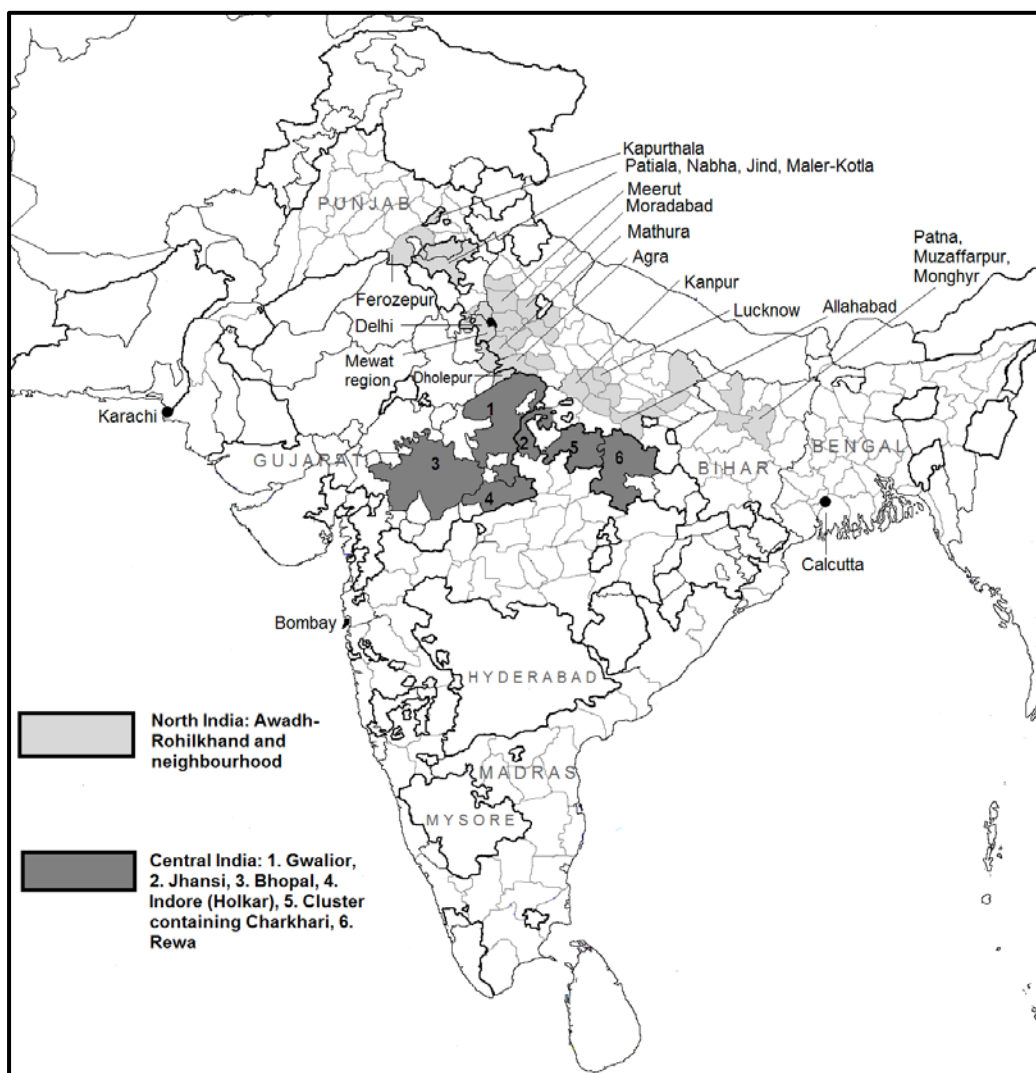 Kapurthala
Patiala, Nabha, Jind, Maler-Kotla
Meerut
Moradabad
Mathura
Agra
Kanpur
Lucknow
Allahabad
Patna,
Muzaffarpur,
Monghyr
PUNJAB
Ferozepur
Delhi
Mewat
region
Dholepur
Karachi
GUJARAT
BIHAR
BENGAL
Calcutta
1
2
3
4
5
6
Bombay
HYDERABAD
MADRAS
MYSORE
North India: Awadh-
Rohilkhand and
neighbourhood
Central India: 1. Gwalior,
2. Jhansi, 3. Bhopal, 4.
Indore (Holkar), 5. Cluster
containing Charkhari, 6.
Rewa